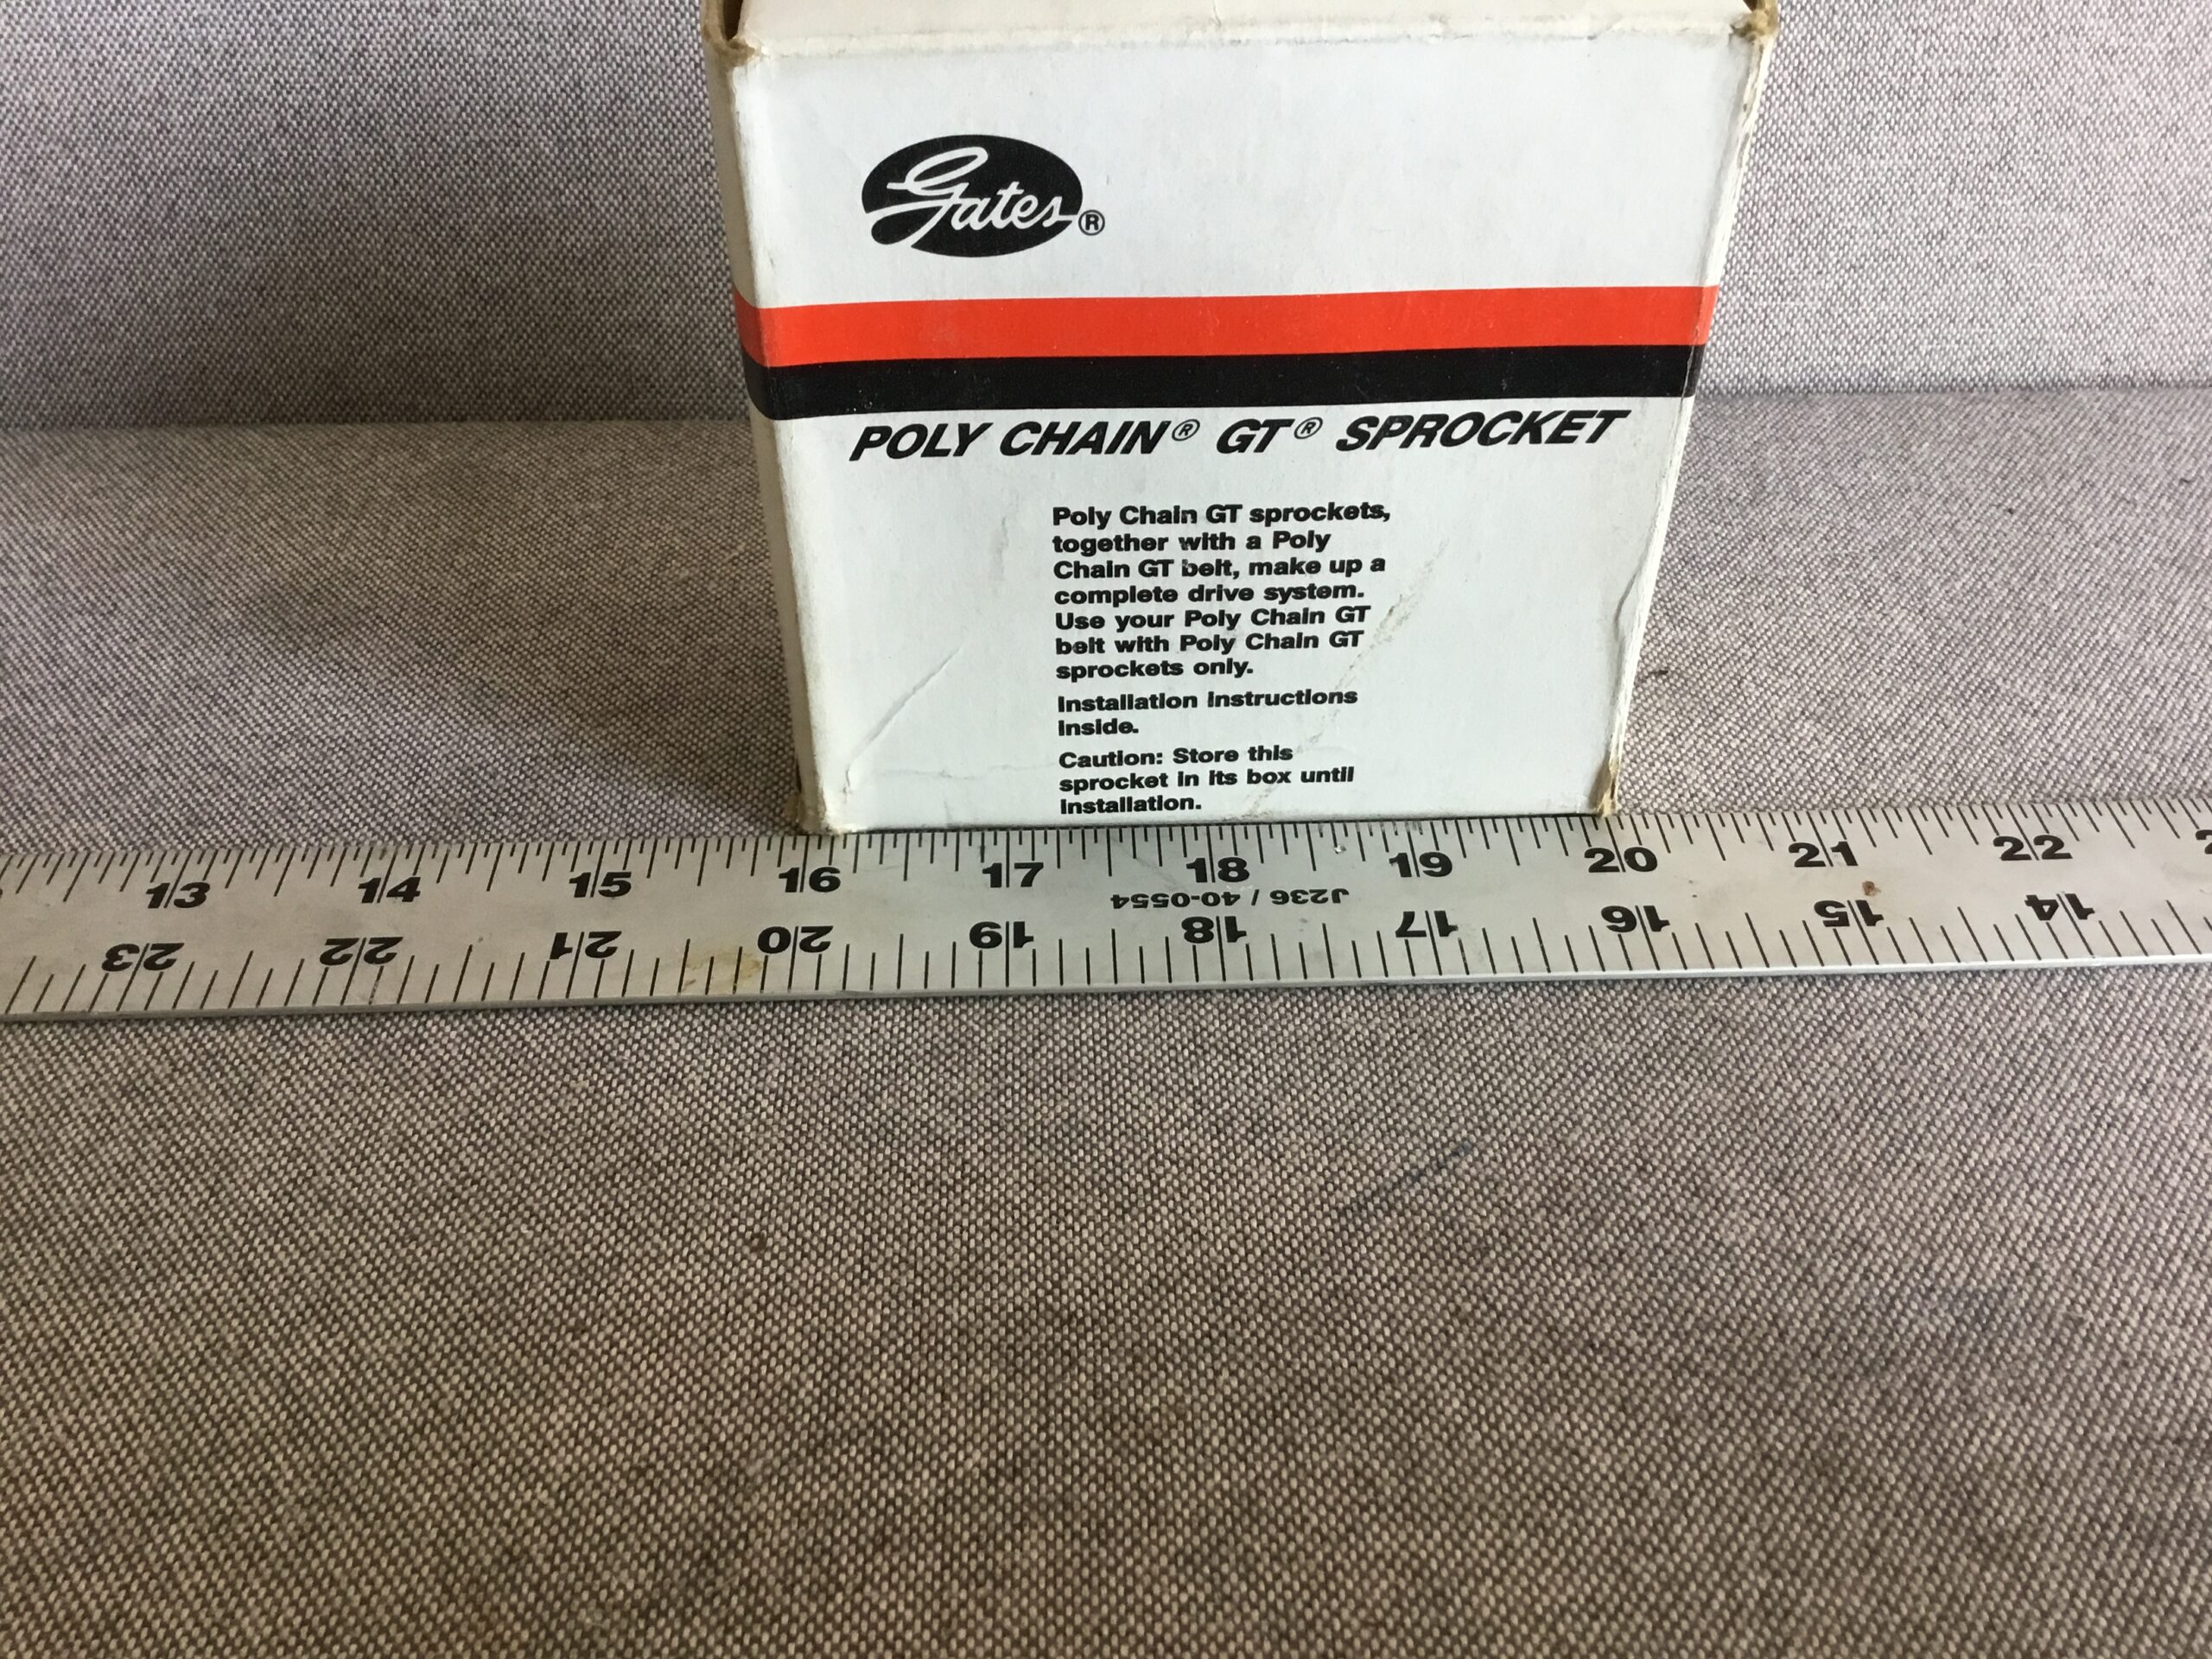 Gates®
POLY CHAIN® GT® SPROCKET
Poly Chain GT sprockets,
together with a Poly
Chain GT belt, make up a
complete drive system.
Use your Poly Chain GT
belt with Poly Chain GT
sprockets only.
Installation instructions
inside.
Caution: Store this
sprocket in its box until
installation.
13 14 15 16 17 18 19 20 21 22
J236 / 40-0554
23 22 21 20 19 18 17 16 15 14